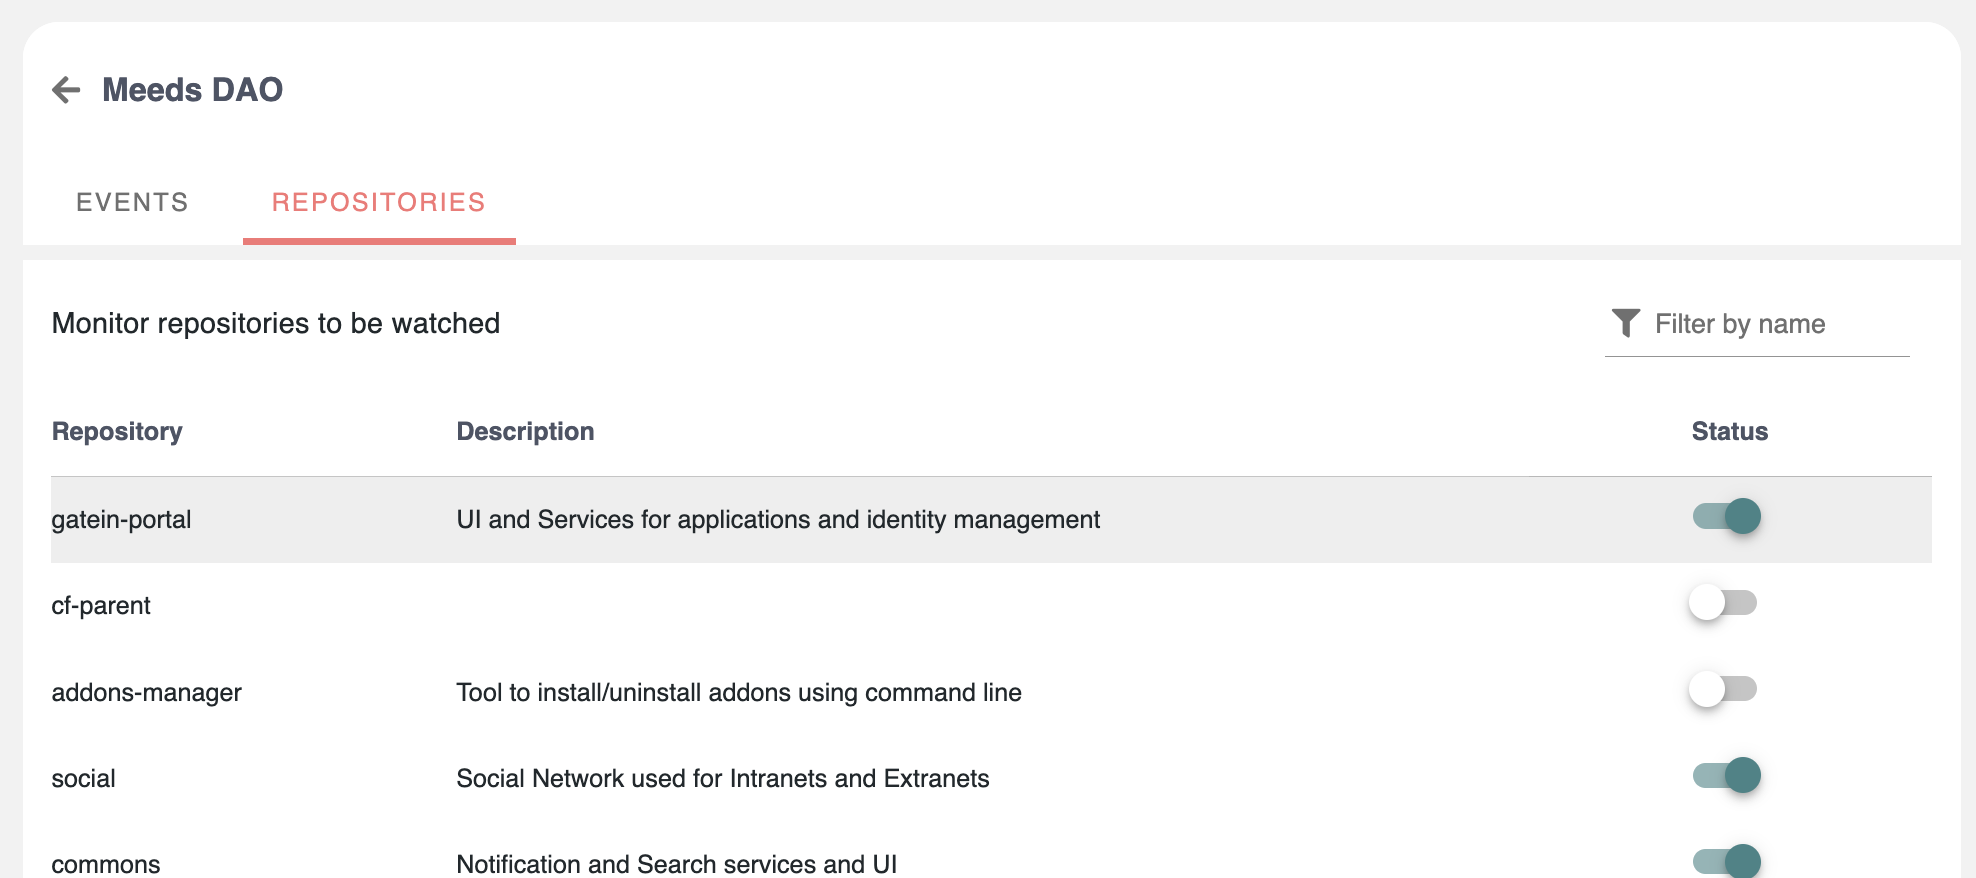 Meeds DAO
EVENTS REPOSITORIES
Monitor repositories to be watched Filter by name
Repository Description Status
gatein-portal UI and Services for applications and identity management
cf-parent
addons-manager Tool to install/uninstall addons using command line
social Social Network used for Intranets and Extranets
commons Notification and Search services and UI